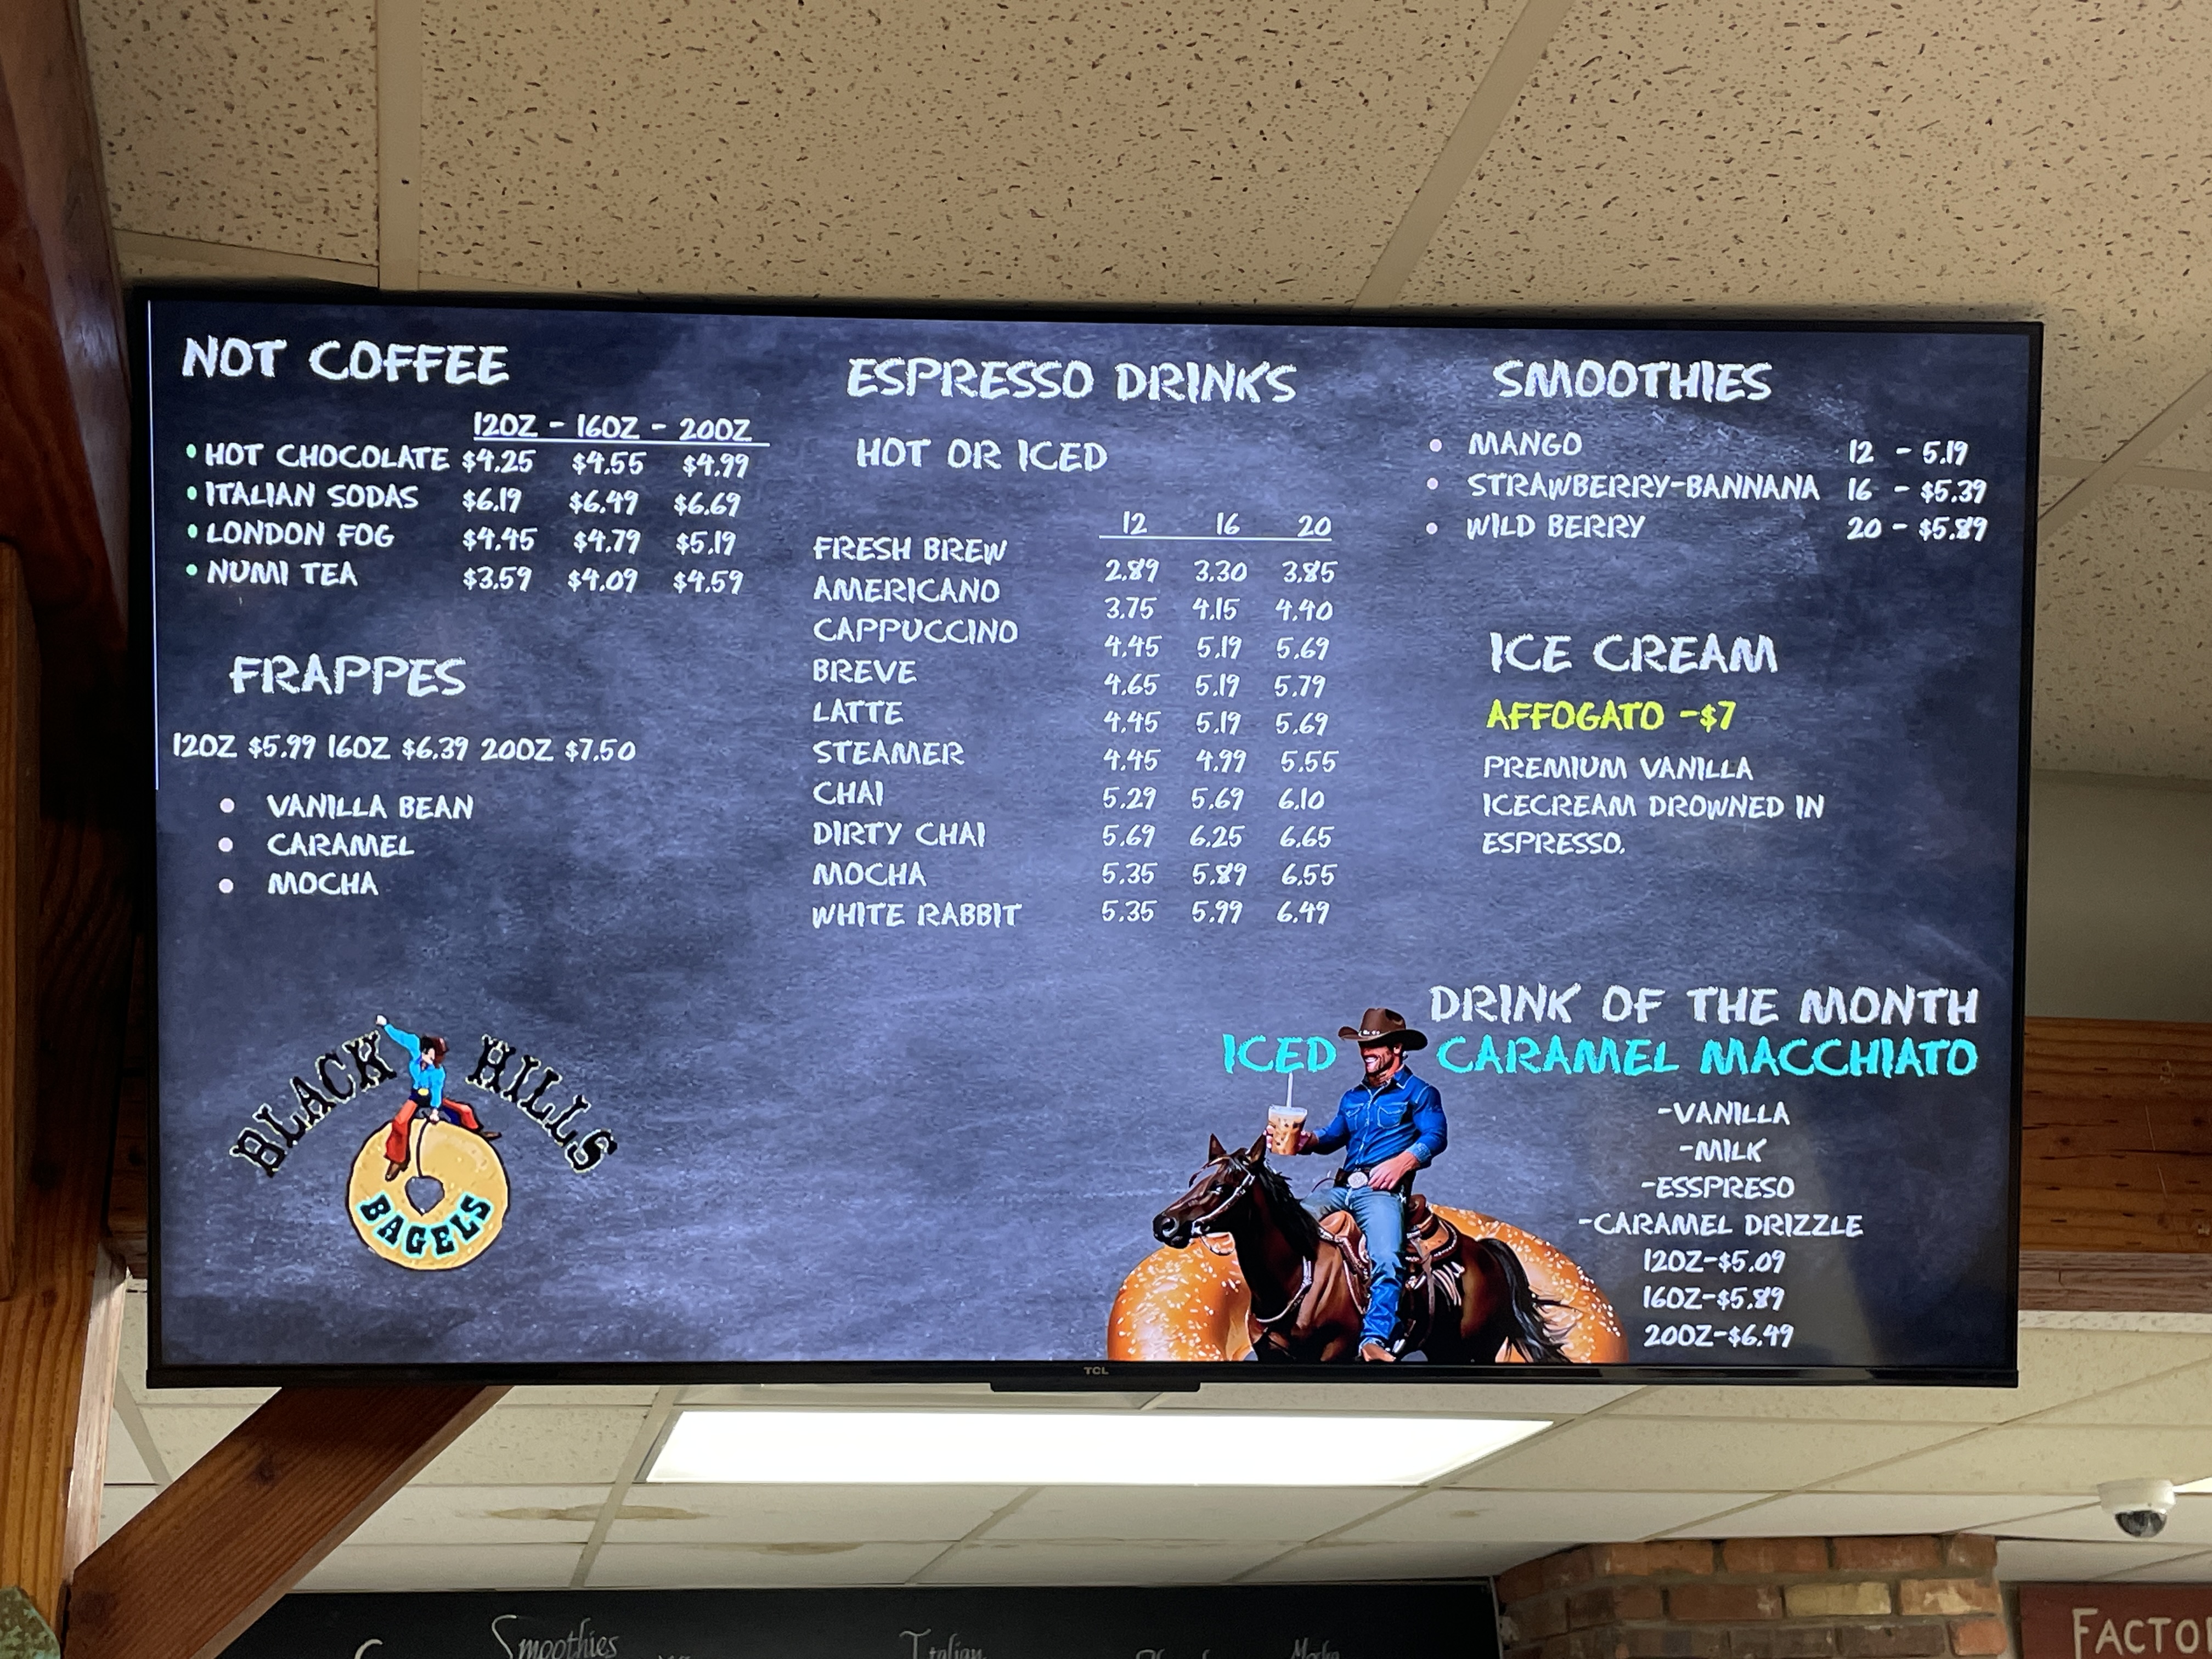 NOT COFFEE
12OZ - 16OZ - 20OZ
• HOT CHOCOLATE $4.25 $4.55 $4.99
• ITALIAN SODAS $6.19 $6.49 $6.69
• LONDON FOG $4.45 $4.79 $5.19
• NUMI TEA $3.59 $4.09 $4.59
FRAPPES
12OZ $5.99 16OZ $6.39 20OZ $7.50
• VANILLA BEAN
• CARAMEL
• MOCHA
BLACK HILLS
BAGELS
ESPRESSO DRINKS
HOT OR ICED
12 16 20
FRESH BREW 2.89 3.30 3.85
AMERICANO 3.75 4.15 4.40
CAPPUCCINO 4.45 5.19 5.69
BREVE 4.65 5.19 5.79
LATTE 4.45 5.19 5.69
STEAMER 4.45 4.99 5.55
CHAI 5.29 5.69 6.10
DIRTY CHAI 5.69 6.25 6.65
MOCHA 5.35 5.89 6.55
WHITE RABBIT 5.35 5.99 6.49
SMOOTHIES
• MANGO 12 - 5.19
• STRAWBERRY-BANNANA 16 - $5.39
• WILD BERRY 20 - $5.89
ICE CREAM
AFFOGATO -$7
PREMIUM VANILLA
ICECREAM DROWNED IN
ESPRESSO.
DRINK OF THE MONTH
ICED CARAMEL MACCHIATO
-VANILLA
-MILK
-ESSPRESO
-CARAMEL DRIZZLE
12OZ-$5.09
16OZ-$5.89
20OZ-$6.49
TCL
Smoothies
Italian
Mocha